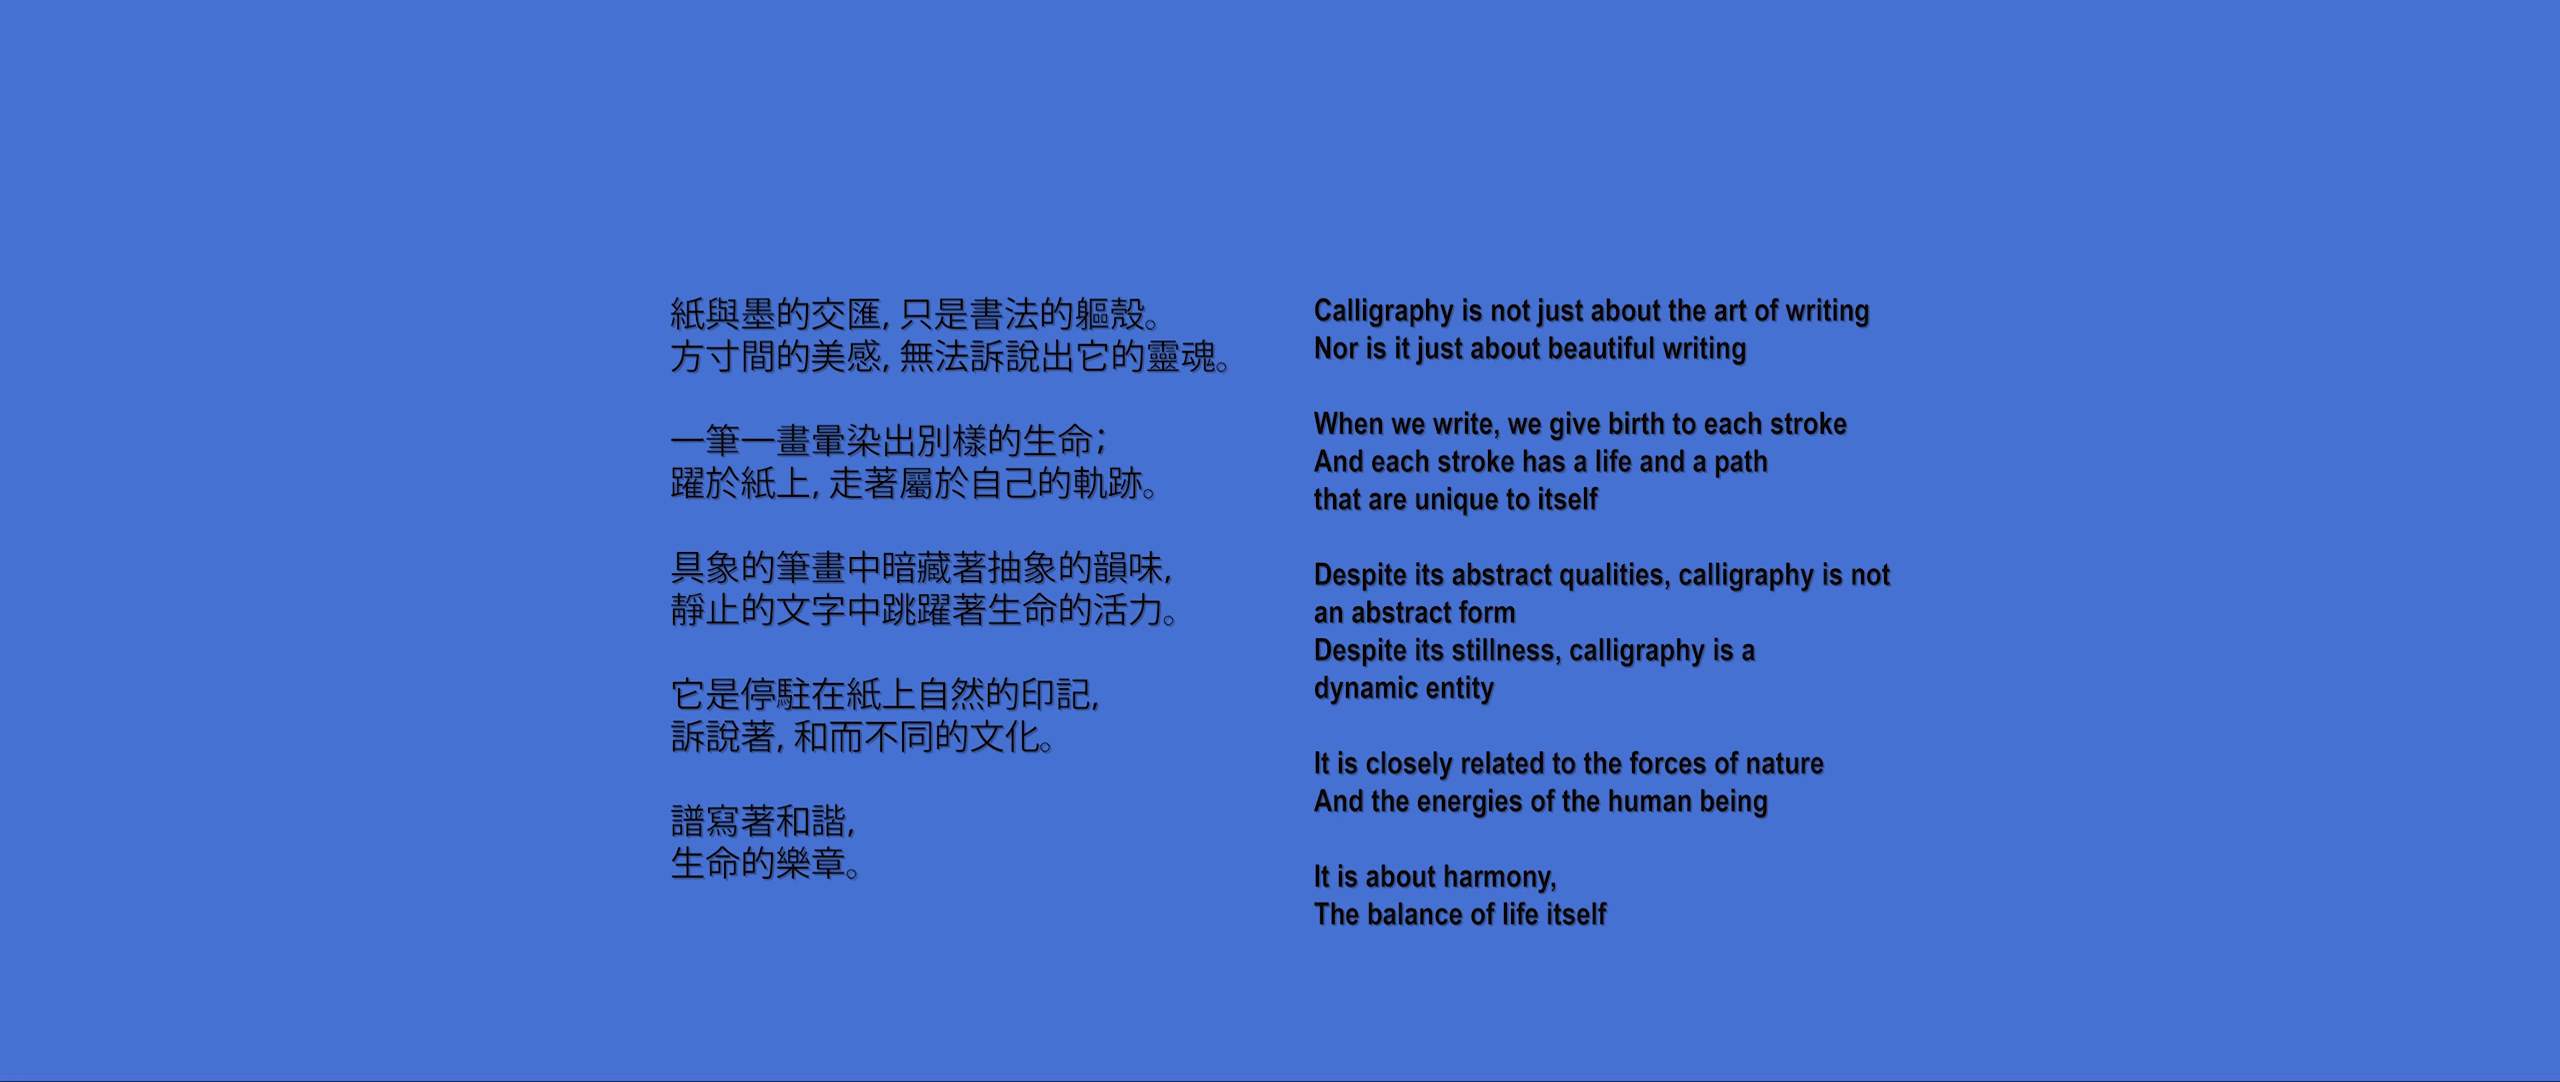 紙與墨的交匯, 只是書法的軀殼。
方寸間的美感, 無法訴說出它的靈魂。
一筆一畫暈染出別樣的生命；
躍於紙上, 走著屬於自己的軌跡。
具象的筆畫中暗藏著抽象的韻味,
靜止的文字中跳躍著生命的活力。
它是停駐在紙上自然的印記,
訴說著, 和而不同的文化。
譜寫著和諧,
生命的樂章。
Calligraphy is not just about the art of writing
Nor is it just about beautiful writing
When we write, we give birth to each stroke
And each stroke has a life and a path
that are unique to itself
Despite its abstract qualities, calligraphy is not
an abstract form
Despite its stillness, calligraphy is a
dynamic entity
It is closely related to the forces of nature
And the energies of the human being
It is about harmony,
The balance of life itself